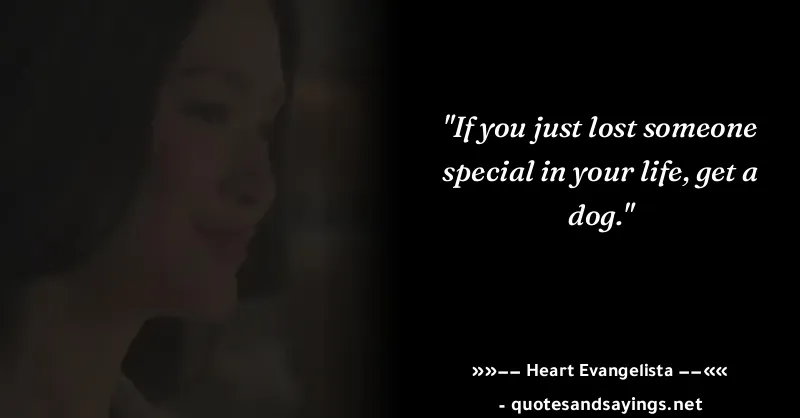 "If you just lost someone
special in your life, get a
dog."
»»−− Heart Evangelista −−««
- quotesandsayings.net